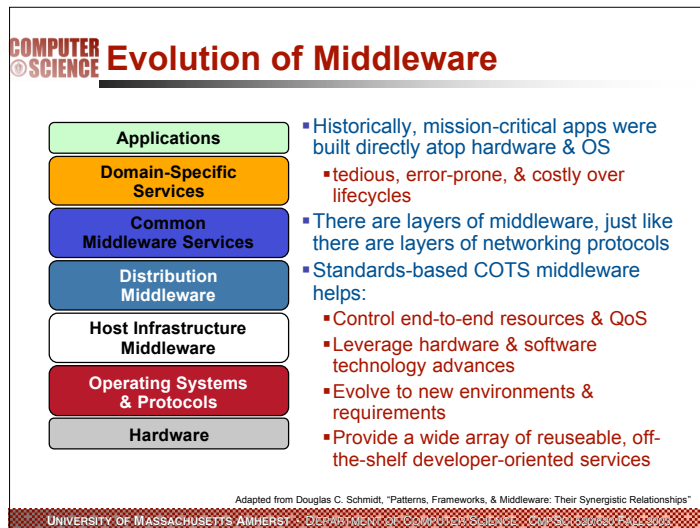 COMPUTER
SCIENCE
Evolution of Middleware
Applications
Domain-Specific
Services
Common
Middleware Services
Distribution
Middleware
Host Infrastructure
Middleware
Operating Systems
& Protocols
Hardware
▪Historically, mission-critical apps were
built directly atop hardware & OS
▪tedious, error-prone, & costly over
lifecycles
▪There are layers of middleware, just like
there are layers of networking protocols
▪Standards-based COTS middleware
helps:
▪Control end-to-end resources & QoS
▪Leverage hardware & software
technology advances
▪Evolve to new environments &
requirements
▪Provide a wide array of reuseable, off-
the-shelf developer-oriented services
Adapted from Douglas C. Schmidt, "Patterns, Frameworks, & Middleware: Their Synergistic Relationships"
UNIVERSITY OF MASSACHUSETTS AMHERST • DEPARTMENT OF COMPUTER SCIENCE • CMPSCI 520/620 FALL 2003